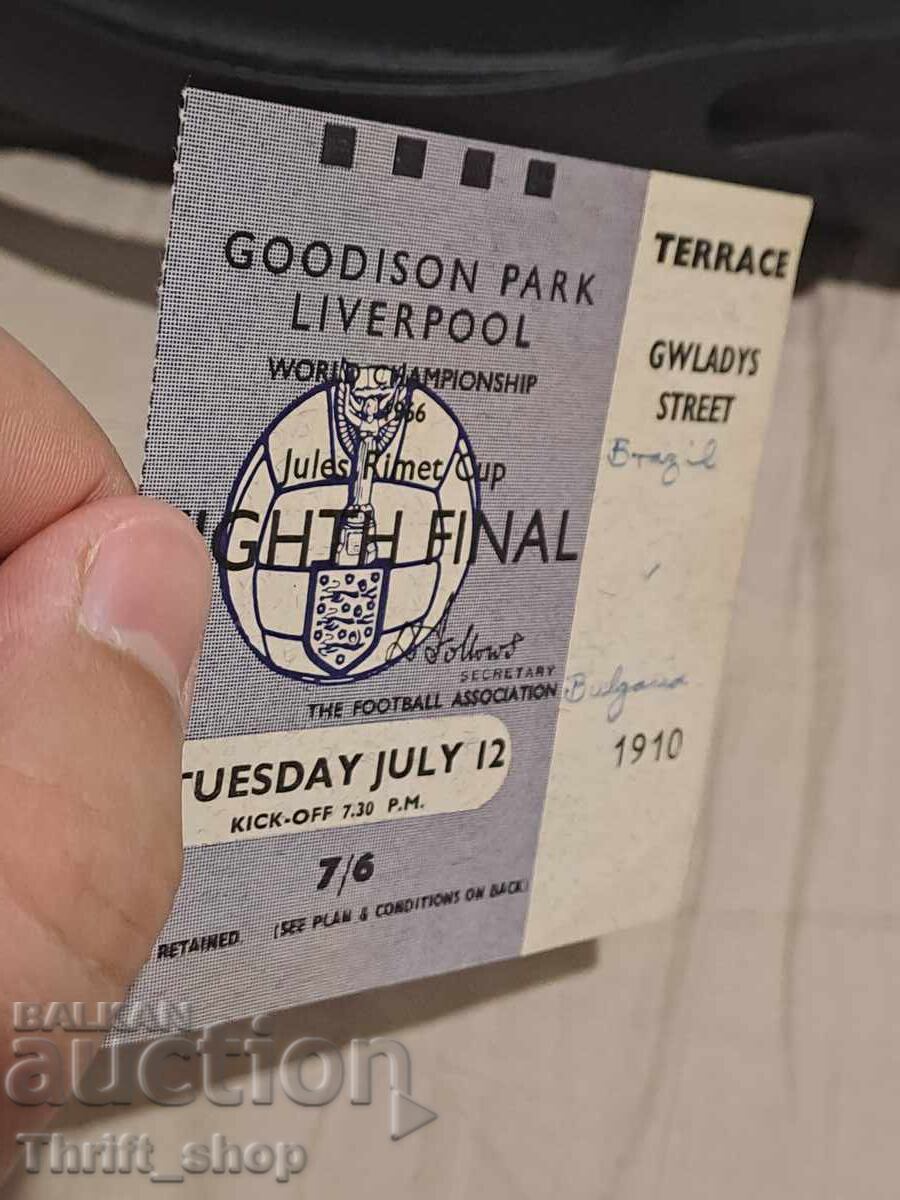 GOODISON PARK
LIVERPOOL
WORLD CHAMPIONSHIP
1966
Jules Rimet Cup
EIGHTH FINAL
D Follows
SECRETARY
THE FOOTBALL ASSOCIATION
TUESDAY JULY 12
KICK-OFF 7.30 P.M.
7/6
RETAINED. (SEE PLAN & CONDITIONS ON BACK)
TERRACE
GWLADYS
STREET
Brazil
Bulgaria
1910
BALKAN
auction
Thrift_shop